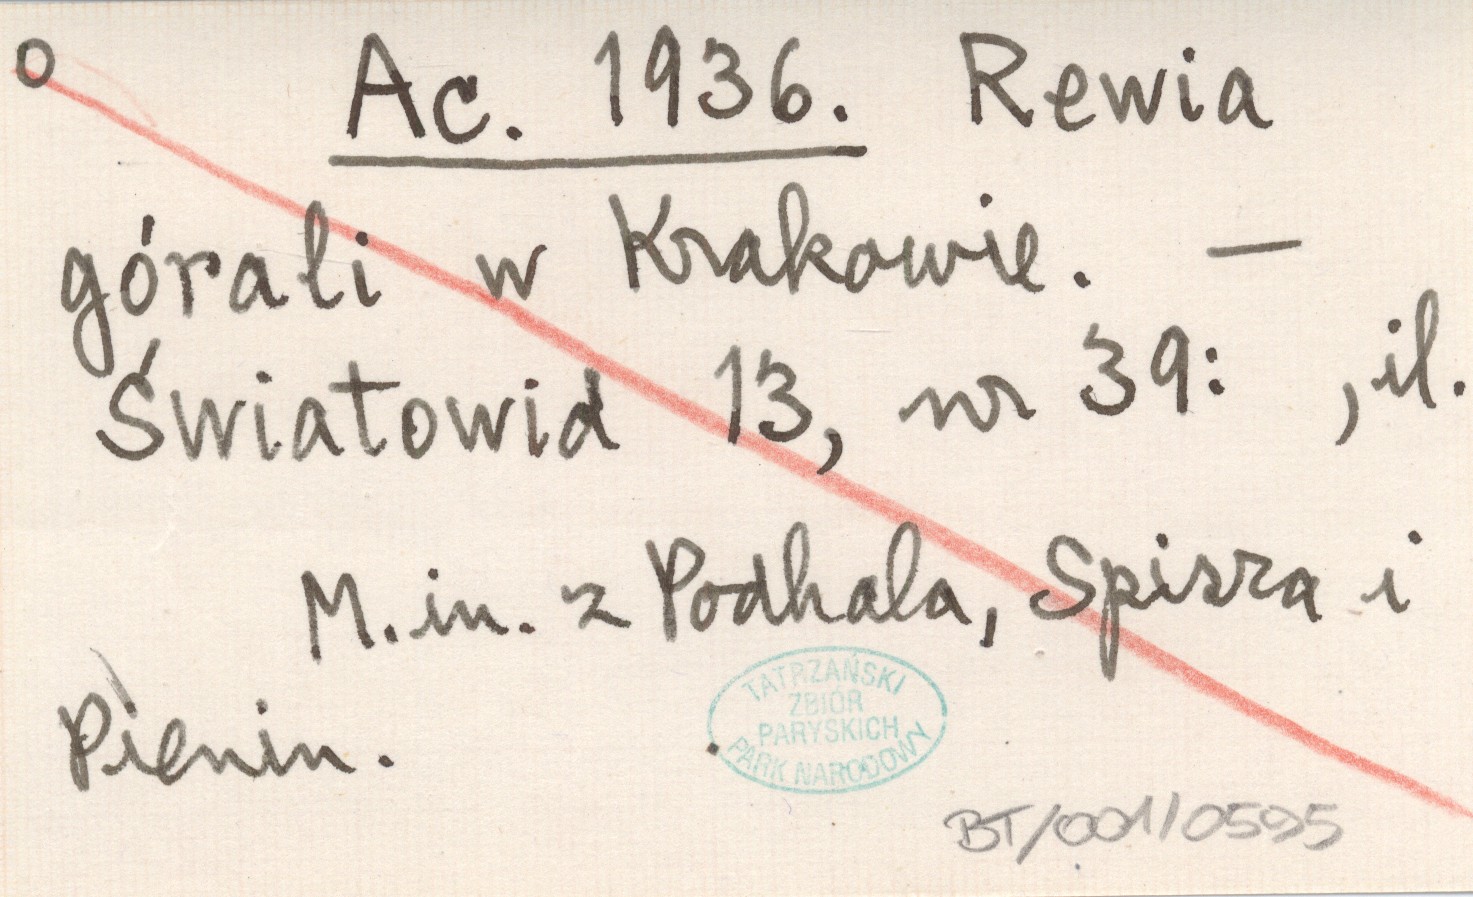 o Ac. 1936. Rewia
górali w Krakowie. —
Światowid 13, nr 39: , il.
M. in. z Podhala, Spisza i
Pienin.
TATRZAŃSKI
ZBIÓR
PARYSKICH
PARK NARODOWY
BT/001/0595